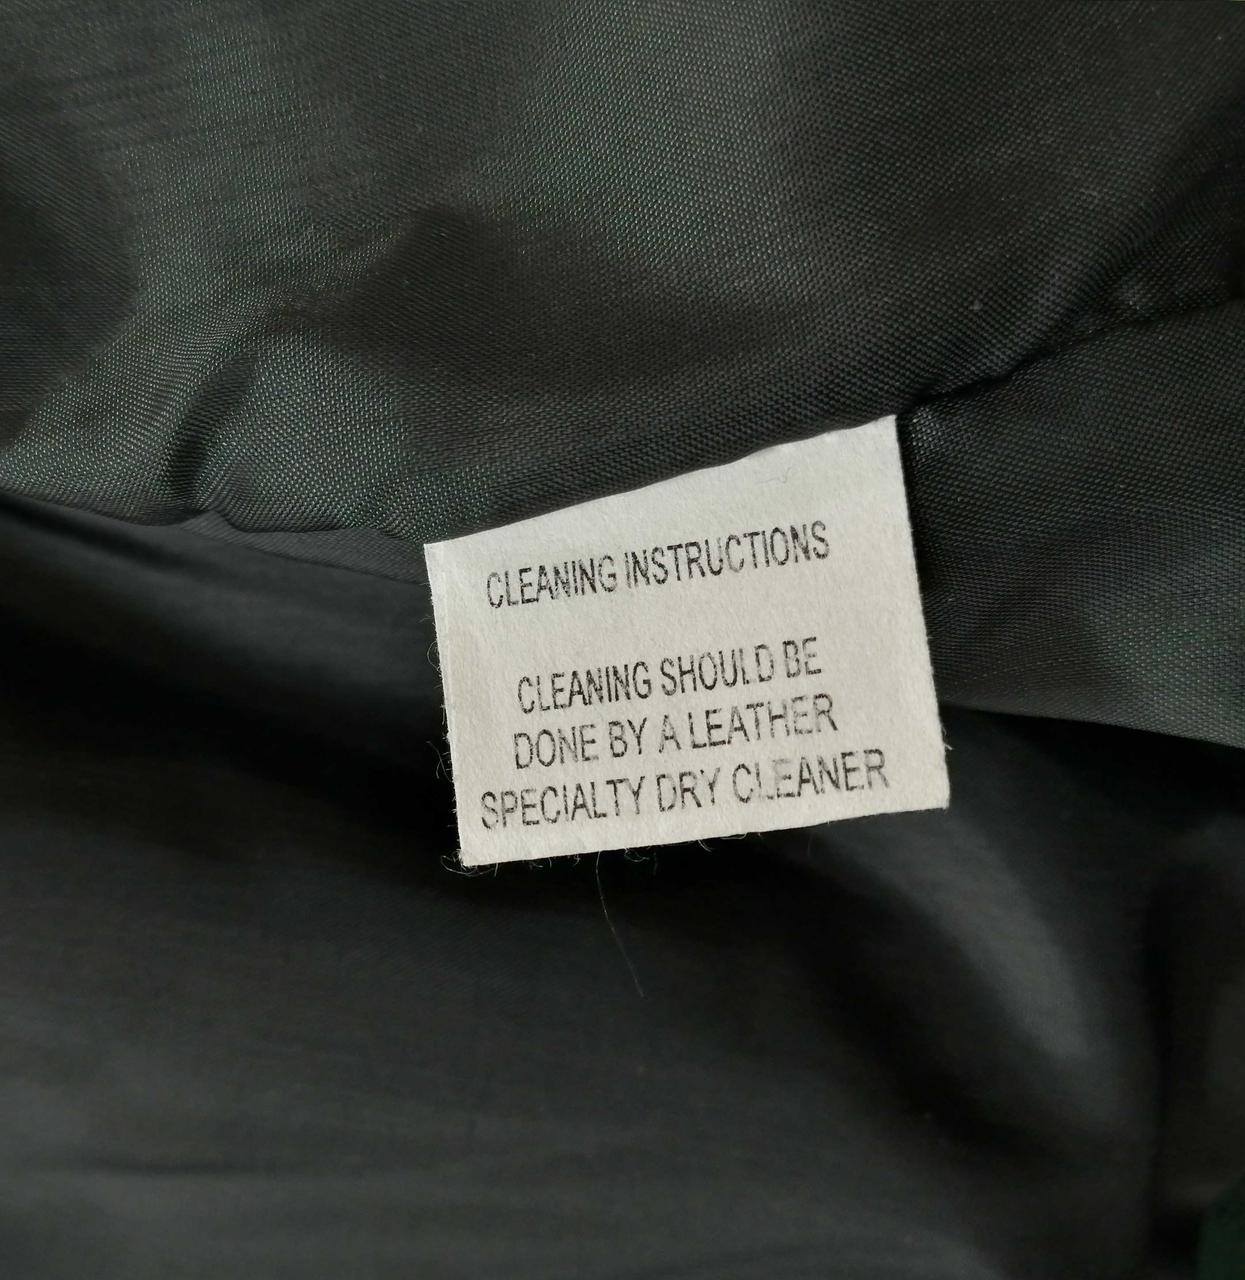 CLEANING INSTRUCTIONS
CLEANING SHOULD BE
DONE BY A LEATHER
SPECIALTY DRY CLEANER